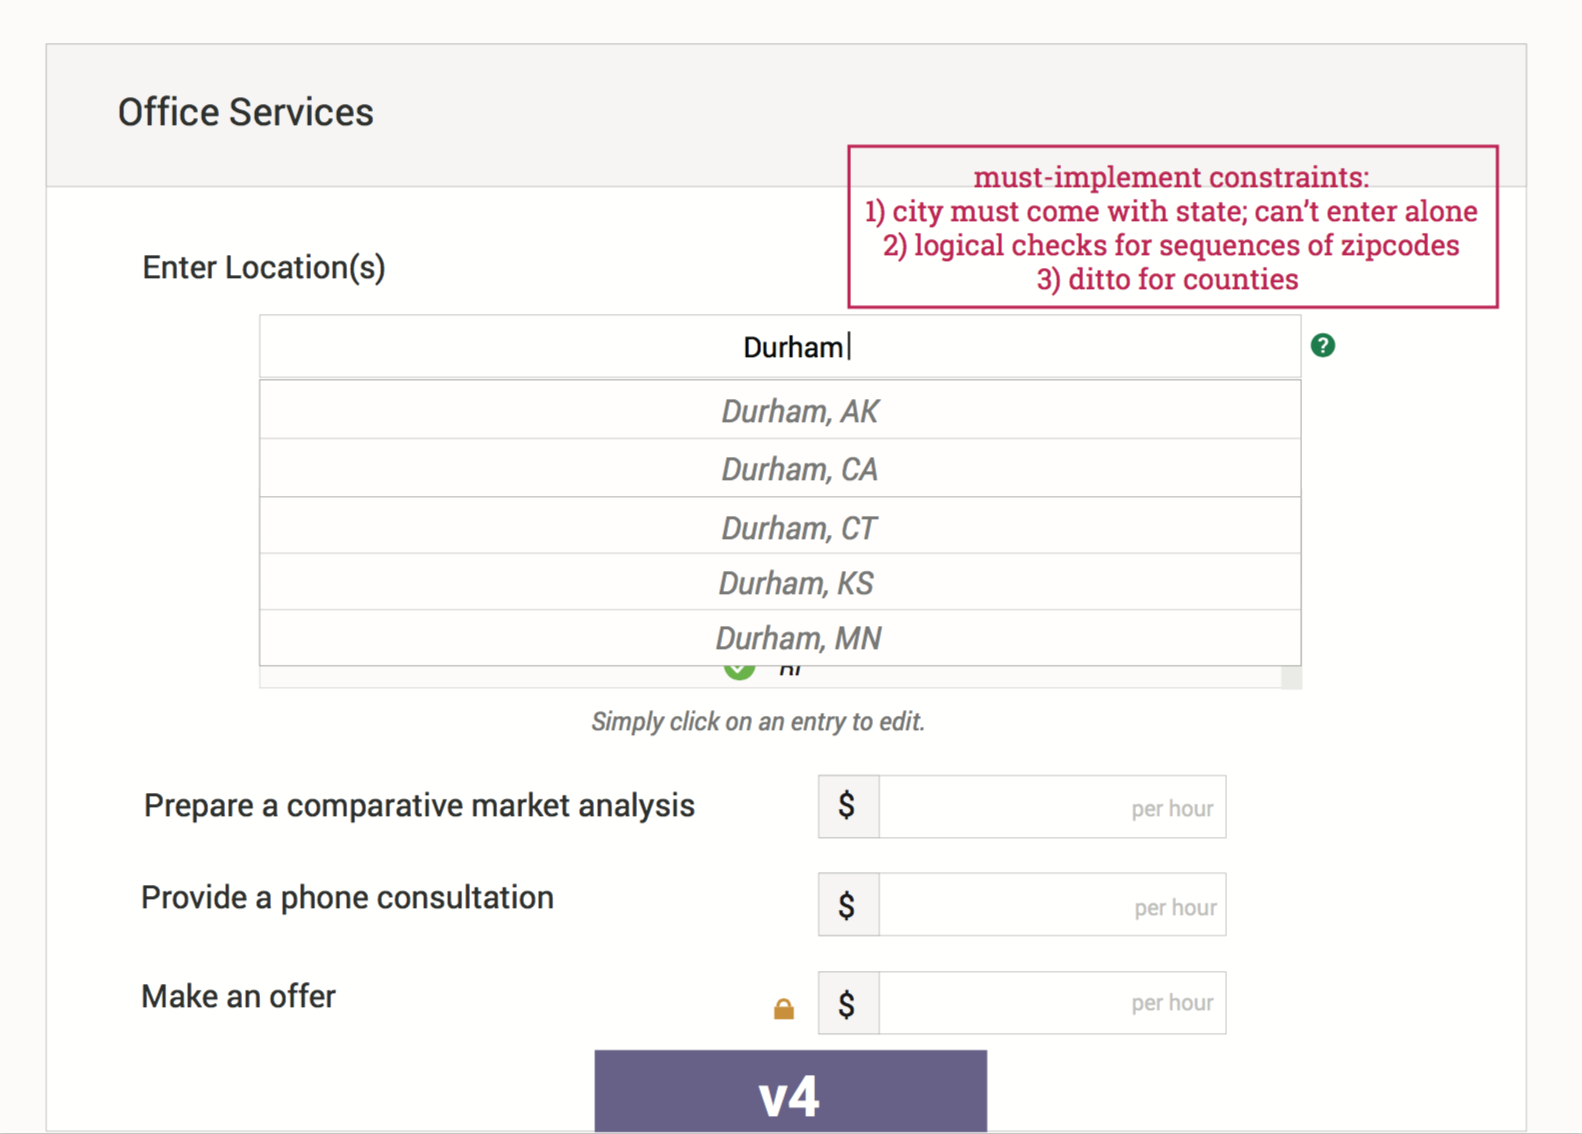 Office Services
must-implement constraints:
1) city must come with state; can't enter alone
2) logical checks for sequences of zipcodes
3) ditto for counties
Enter Location(s)
Durham
?
Durham, AK
Durham, CA
Durham, CT
Durham, KS
Durham, MN
Simply click on an entry to edit.
Prepare a comparative market analysis
$
per hour
Provide a phone consultation
$
per hour
Make an offer
$
per hour
v4